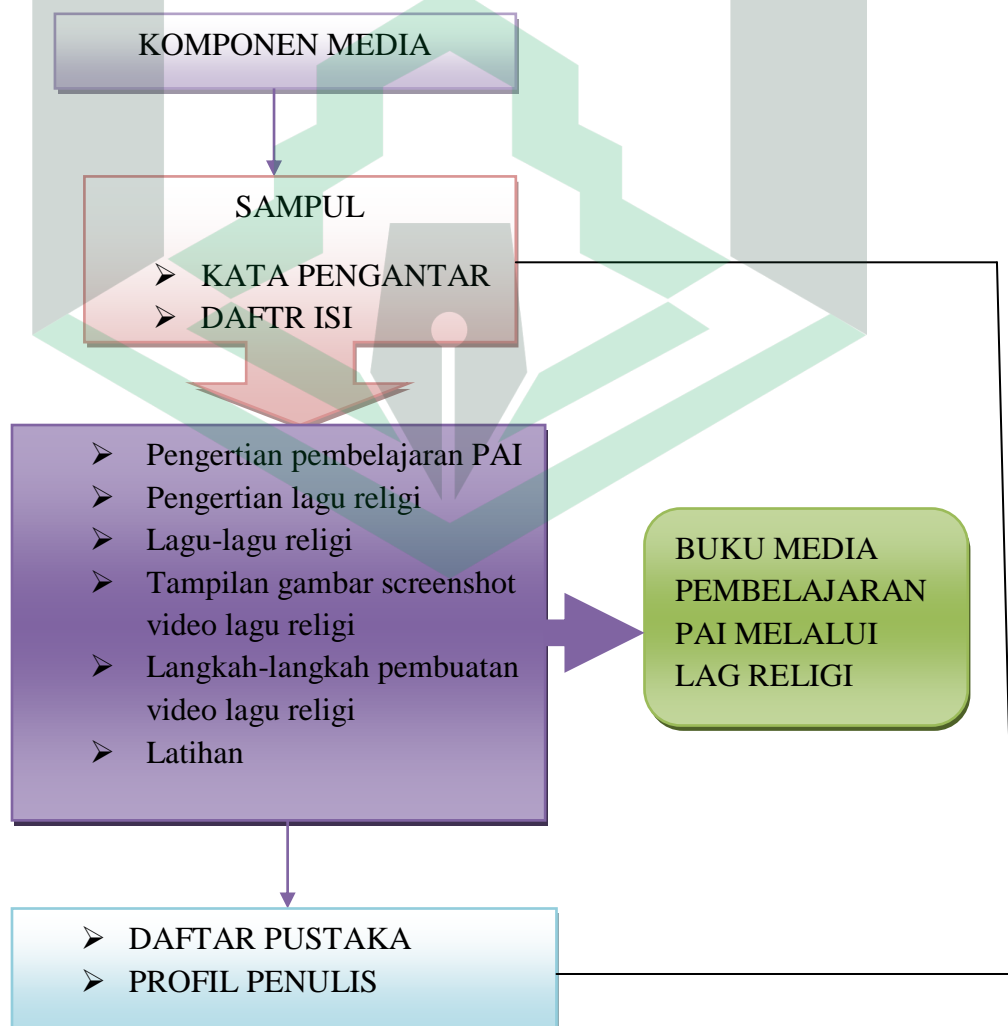 KOMPONEN MEDIA
SAMPUL
➢ KATA PENGANTAR
➢ DAFTR ISI
➢ Pengertian pembelajaran PAI
➢ Pengertian lagu religi
➢ Lagu-lagu religi
➢ Tampilan gambar screenshot
video lagu religi
➢ Langkah-langkah pembuatan
video lagu religi
➢ Latihan
BUKU MEDIA
PEMBELAJARAN
PAI MELALUI
LAG RELIGI
➢ DAFTAR PUSTAKA
➢ PROFIL PENULIS